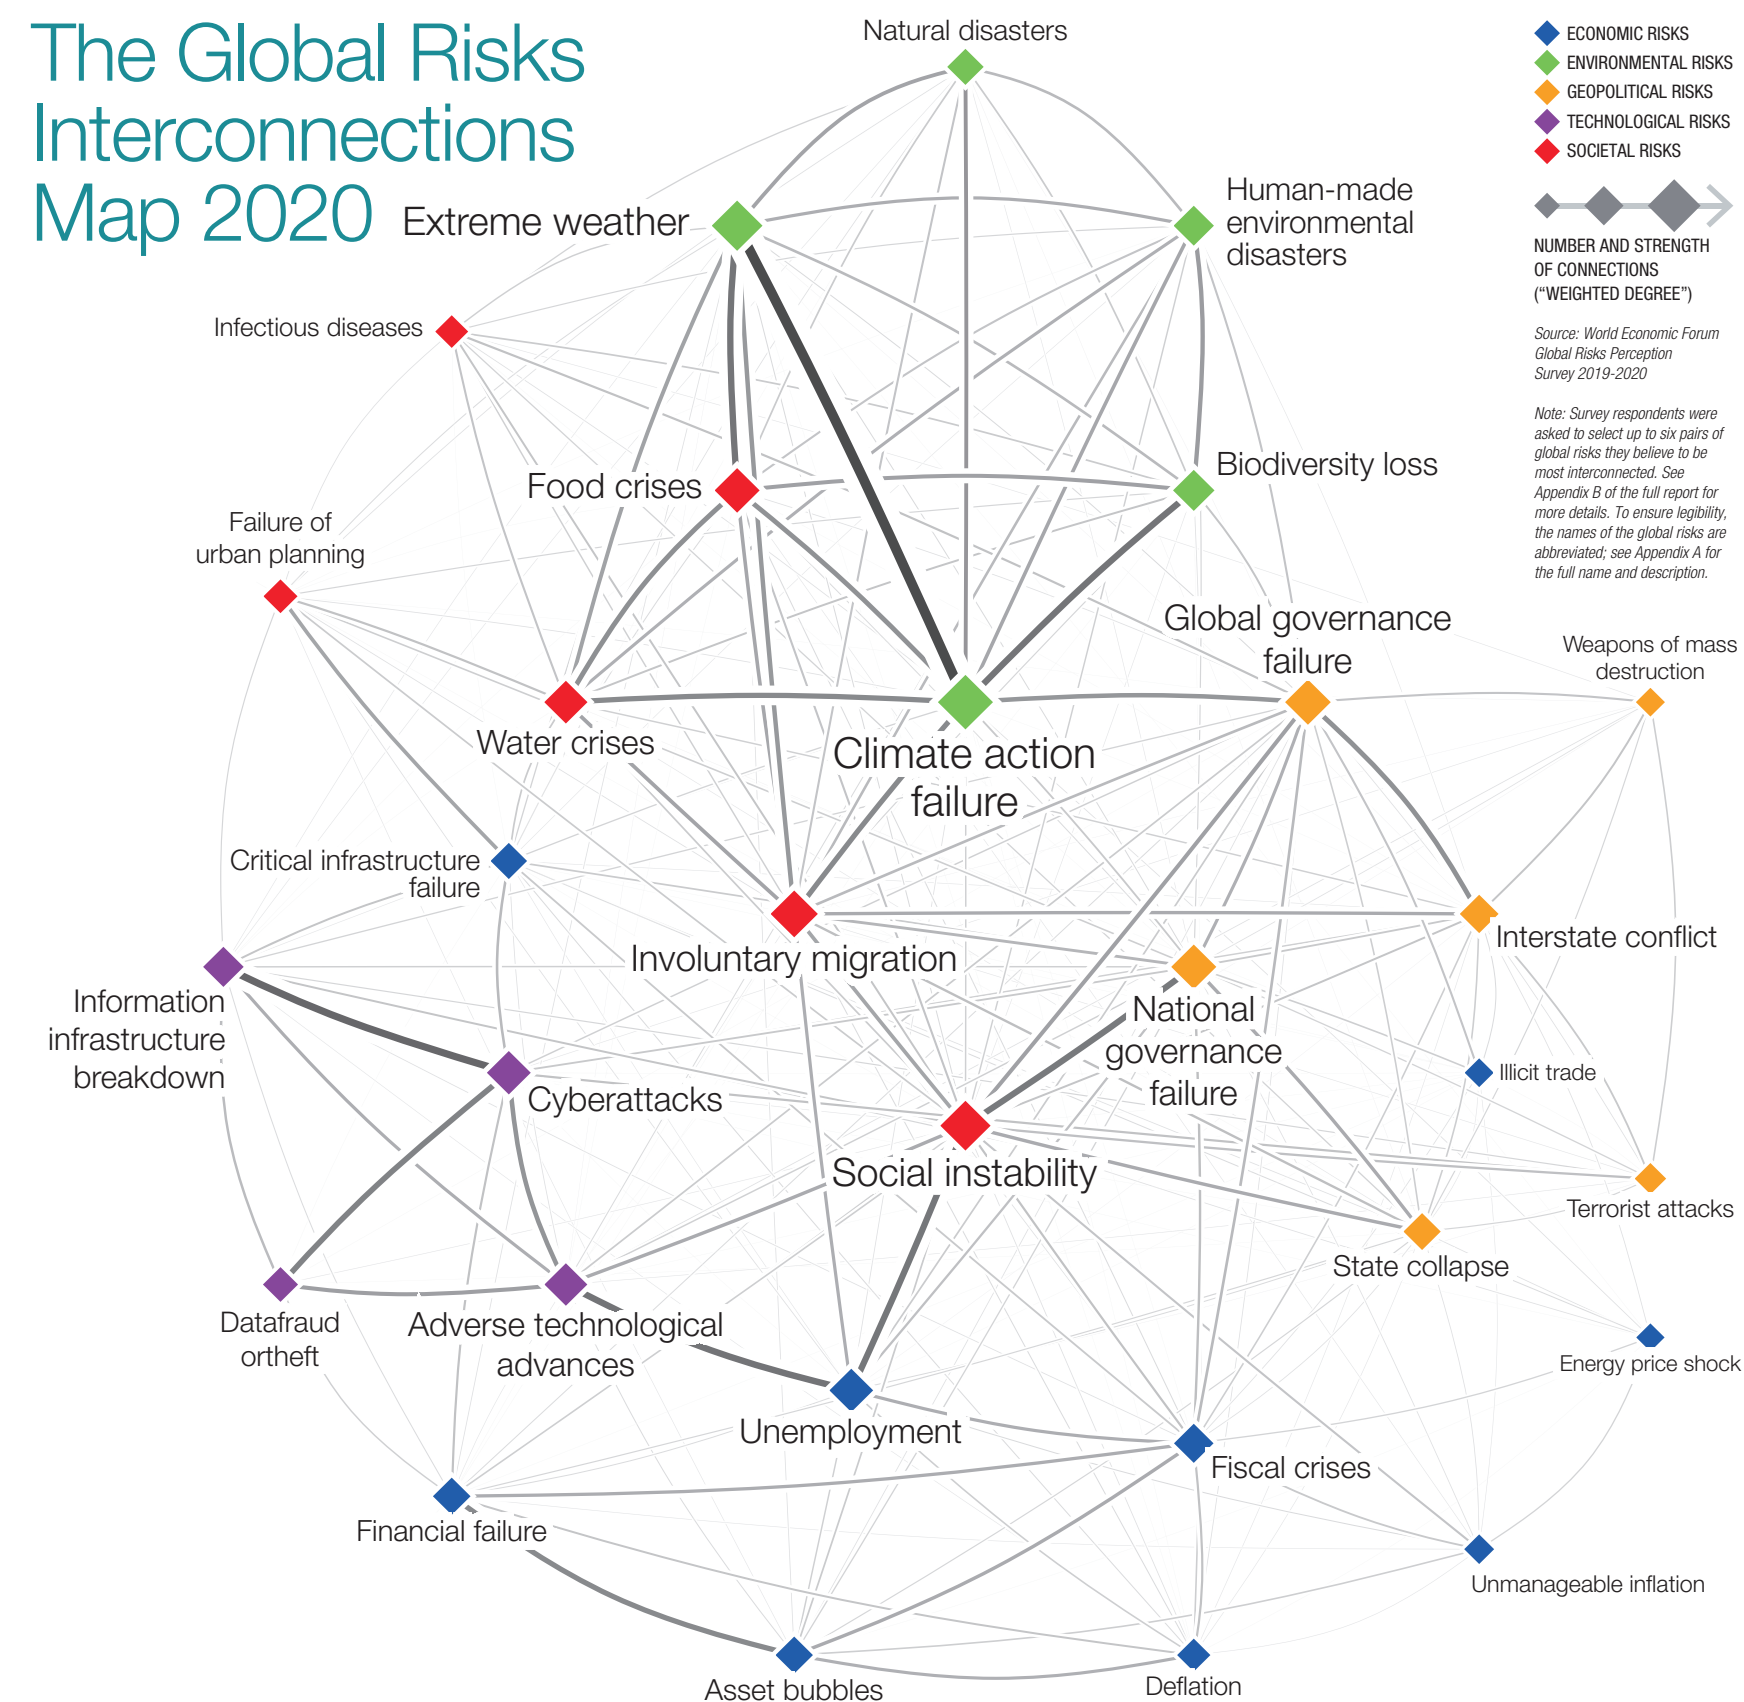 The Global Risks
Interconnections
Map 2020
Natural disasters
ECONOMIC RISKS
ENVIRONMENTAL RISKS
GEOPOLITICAL RISKS
TECHNOLOGICAL RISKS
SOCIETAL RISKS
NUMBER AND STRENGTH
OF CONNECTIONS
(“WEIGHTED DEGREE”)
Source: World Economic Forum
Global Risks Perception
Survey 2019-2020
Note: Survey respondents were
asked to select up to six pairs of
global risks they believe to be
most interconnected. See
Appendix B of the full report for
more details. To ensure legibility,
the names of the global risks are
abbreviated; see Appendix A for
the full name and description.
Extreme weather
Human-made
environmental
disasters
Infectious diseases
Food crises
Biodiversity loss
Failure of
urban planning
Global governance
failure
Weapons of mass
destruction
Water crises
Climate action
failure
Critical infrastructure
failure
Involuntary migration
Interstate conflict
Information
infrastructure
breakdown
National
governance
failure
Cyberattacks
Illicit trade
Social instability
Terrorist attacks
State collapse
Datafraud
ortheft
Adverse technological
advances
Energy price shock
Unemployment
Fiscal crises
Financial failure
Unmanageable inflation
Asset bubbles
Deflation